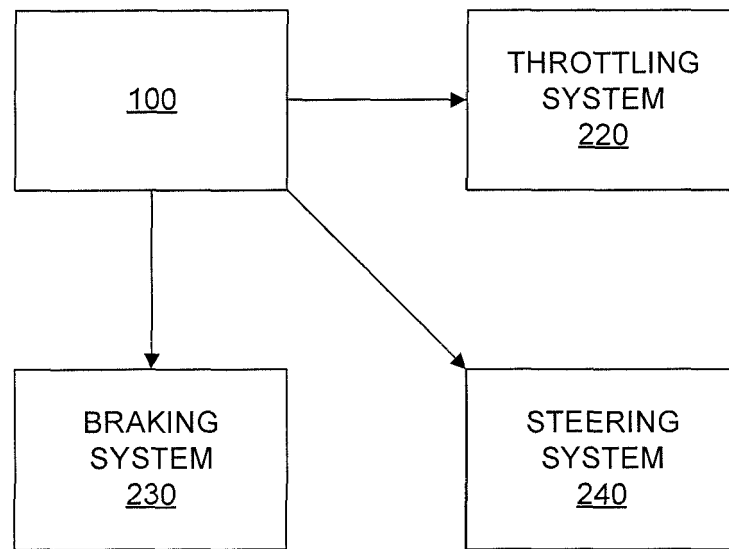 100
THROTTLING
SYSTEM
220
BRAKING
SYSTEM
230
STEERING
SYSTEM
240